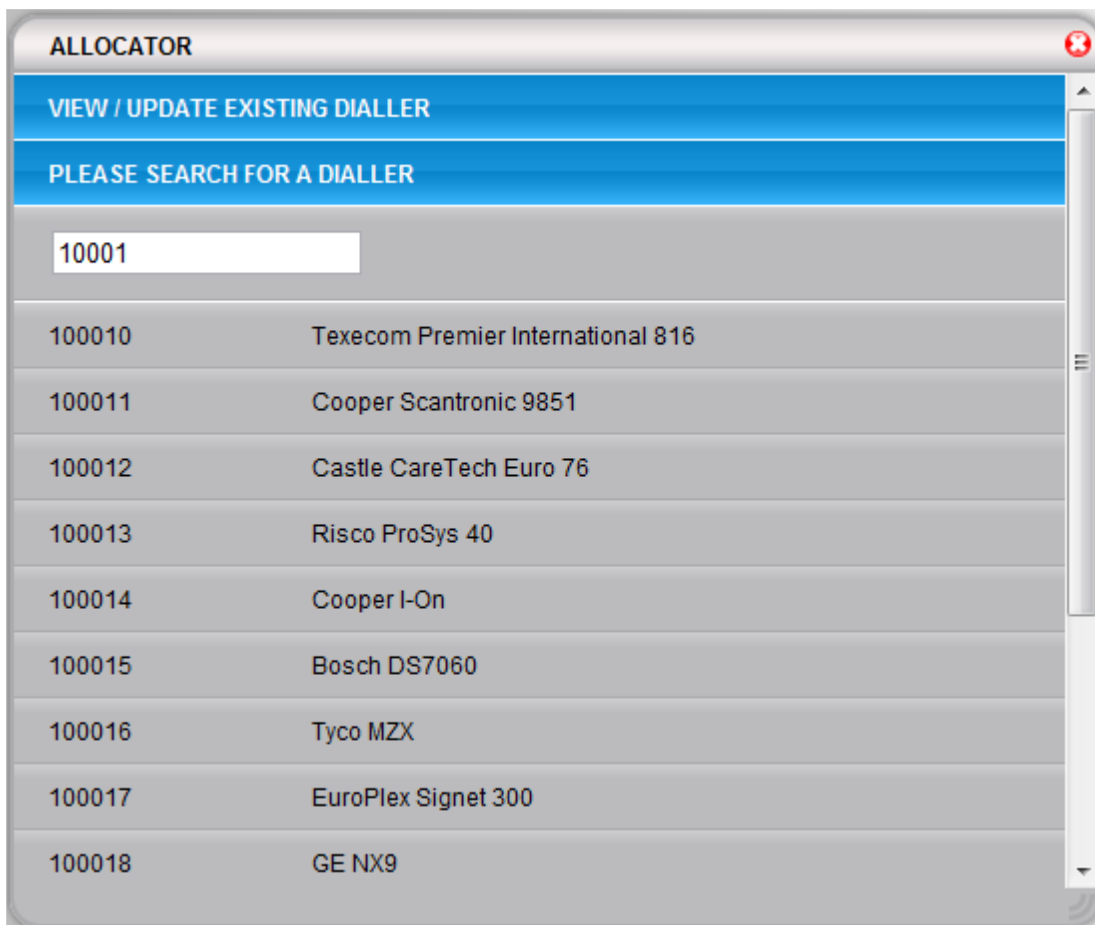 ALLOCATOR
VIEW / UPDATE EXISTING DIALLER
PLEASE SEARCH FOR A DIALLER
10001
100010 Texecom Premier International 816
100011 Cooper Scantronic 9851
100012 Castle CareTech Euro 76
100013 Risco ProSys 40
100014 Cooper I-On
100015 Bosch DS7060
100016 Tyco MZX
100017 EuroPlex Signet 300
100018 GE NX9